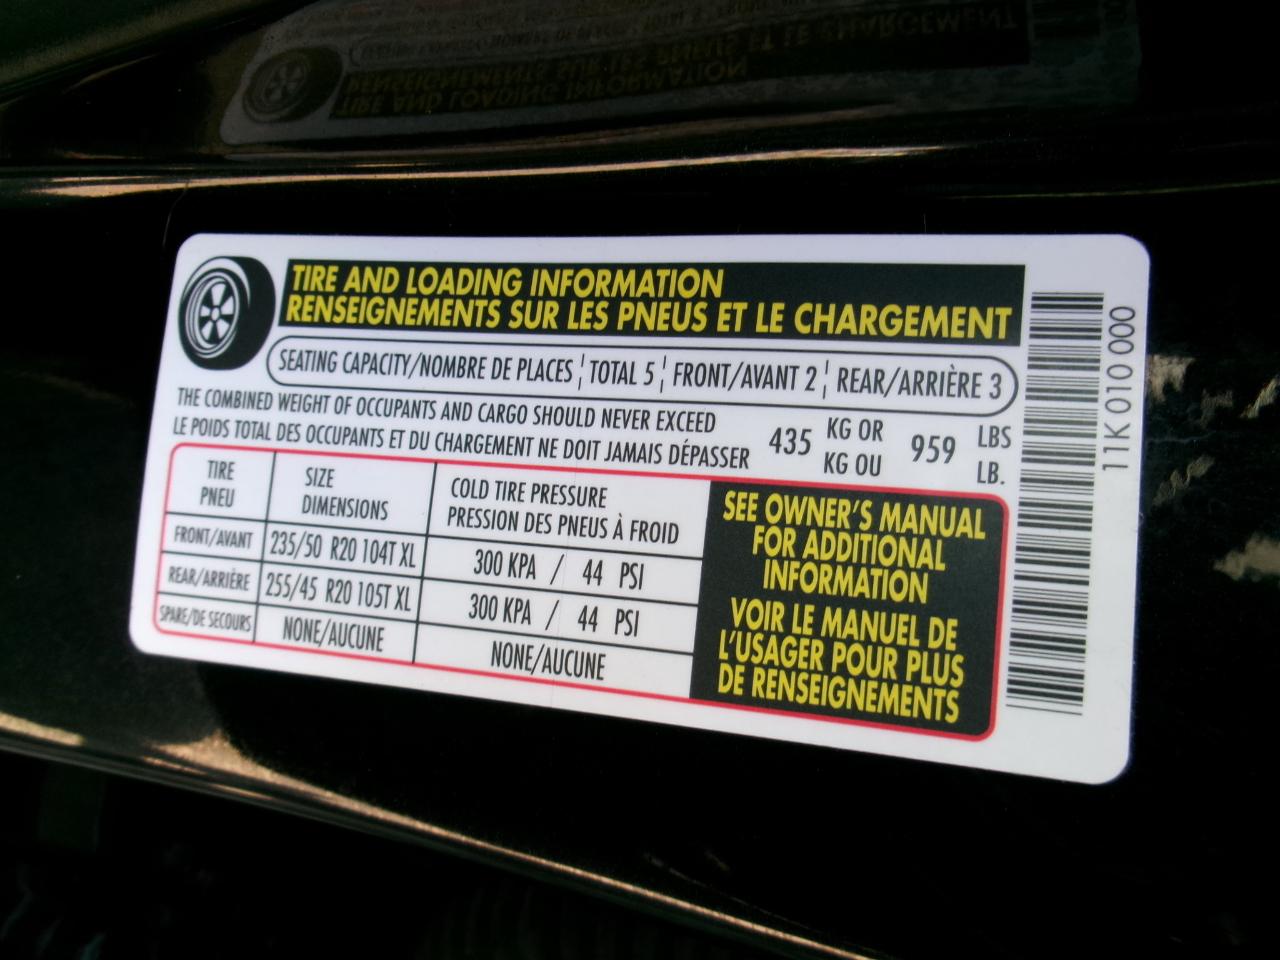 TIRE AND LOADING INFORMATION
RENSEIGNEMENTS SUR LES PNEUS ET LE CHARGEMENT
SEATING CAPACITY/NOMBRE DE PLACES ¦ TOTAL 5 ¦ FRONT/AVANT 2 ¦ REAR/ARRIÈRE 3
THE COMBINED WEIGHT OF OCCUPANTS AND CARGO SHOULD NEVER EXCEED
LE POIDS TOTAL DES OCCUPANTS ET DU CHARGEMENT NE DOIT JAMAIS DÉPASSER
435 KG OR 959 LBS
KG OU LB.
TIRE SIZE COLD TIRE PRESSURE
PNEU DIMENSIONS PRESSION DES PNEUS À FROID
FRONT/AVANT 235/50 R20 104T XL 300 KPA / 44 PSI
REAR/ARRIÈRE 255/45 R20 105T XL 300 KPA / 44 PSI
SPARE/DE SECOURS NONE/AUCUNE NONE/AUCUNE
SEE OWNER'S MANUAL
FOR ADDITIONAL
INFORMATION
VOIR LE MANUEL DE
L'USAGER POUR PLUS
DE RENSEIGNEMENTS
11K 010 000